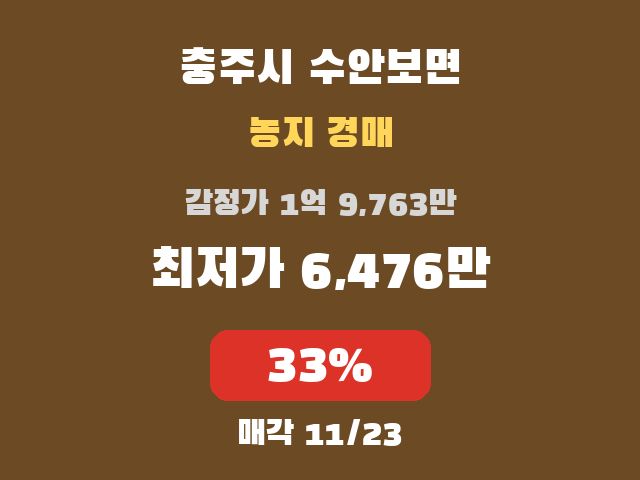 충주시 수안보면
농지 경매
감정가 1억 9,763만
최저가 6,476만
33%
매각 11/23